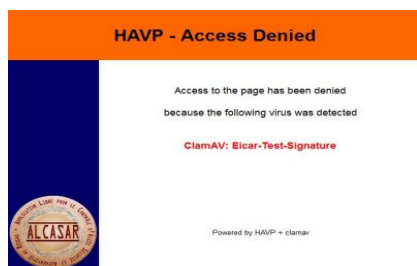 HAVP - Access Denied
Access to the page has been denied
because the following virus was detected
ClamAV: Eicar-Test-Signature
ALCASAR
Powered by HAVP + clamav